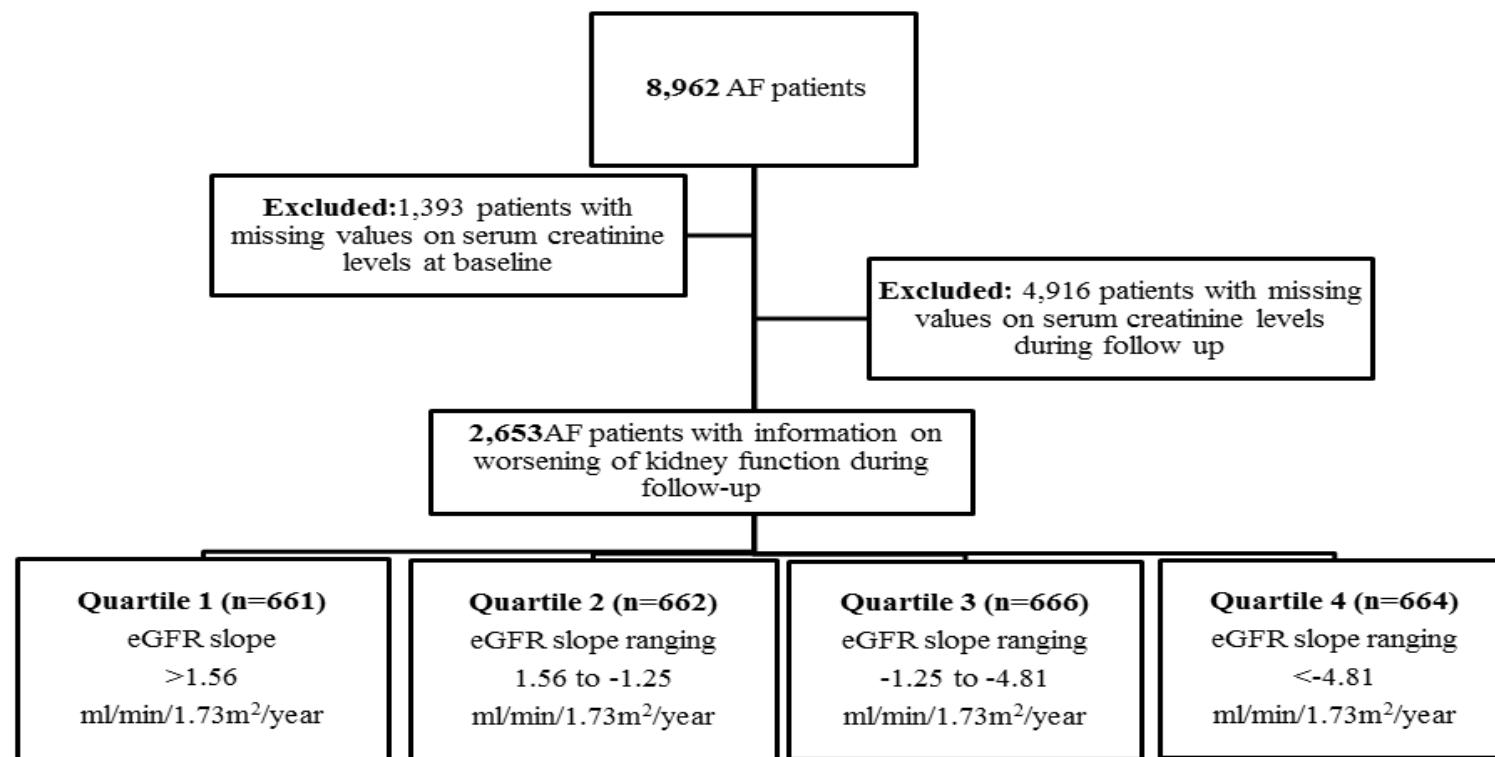 8,962 AF patients
Excluded:1,393 patients with
missing values on serum creatinine
levels at baseline
Excluded: 4,916 patients with missing
values on serum creatinine levels
during follow up
2,653AF patients with information on
worsening of kidney function during
follow-up
Quartile 1 (n=661)
eGFR slope
>1.56
ml/min/1.73m²/year
Quartile 2 (n=662)
eGFR slope ranging
1.56 to -1.25
ml/min/1.73m²/year
Quartile 3 (n=666)
eGFR slope ranging
-1.25 to -4.81
ml/min/1.73m²/year
Quartile 4 (n=664)
eGFR slope ranging
<-4.81
ml/min/1.73m²/year